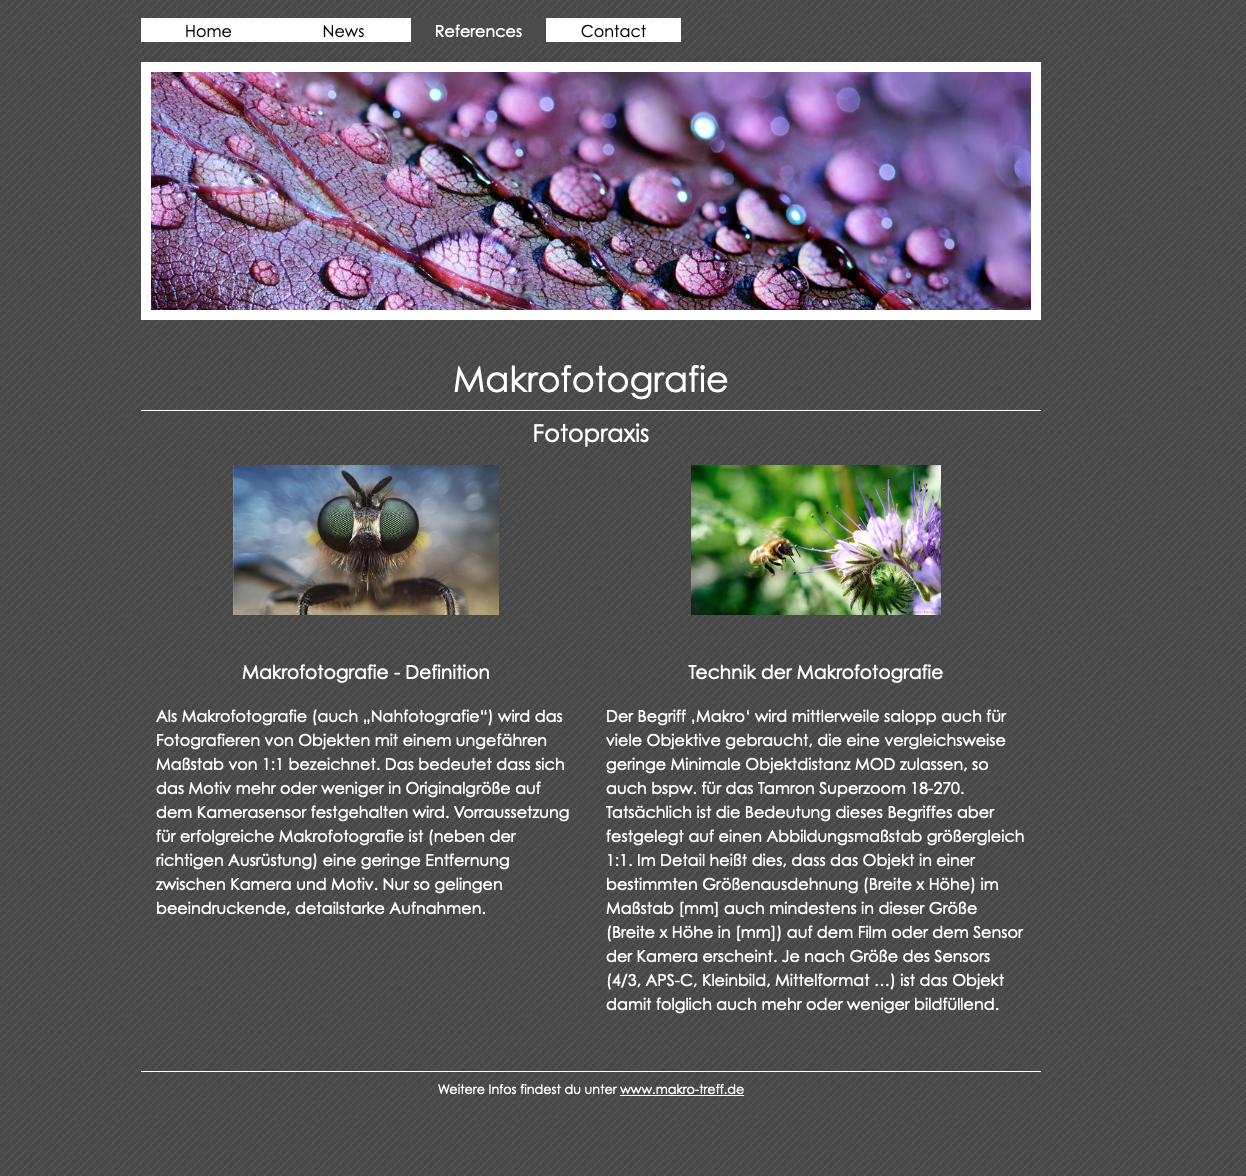 Home News References Contact
Makrofotografie
Fotopraxis
Makrofotografie - Definition
Als Makrofotografie (auch „Nahfotografie“) wird das
Fotografieren von Objekten mit einem ungefähren
Maßstab von 1:1 bezeichnet. Das bedeutet dass sich
das Motiv mehr oder weniger in Originalgröße auf
dem Kamerasensor festgehalten wird. Vorraussetzung
für erfolgreiche Makrofotografie ist (neben der
richtigen Ausrüstung) eine geringe Entfernung
zwischen Kamera und Motiv. Nur so gelingen
beeindruckende, detailstarke Aufnahmen.
Technik der Makrofotografie
Der Begriff ‚Makro‘ wird mittlerweile salopp auch für
viele Objektive gebraucht, die eine vergleichsweise
geringe Minimale Objektdistanz MOD zulassen, so
auch bspw. für das Tamron Superzoom 18-270.
Tatsächlich ist die Bedeutung dieses Begriffes aber
festgelegt auf einen Abbildungsmaßstab größergleich
1:1. Im Detail heißt dies, dass das Objekt in einer
bestimmten Größenausdehnung (Breite x Höhe) im
Maßstab [mm] auch mindestens in dieser Größe
(Breite x Höhe in [mm]) auf dem Film oder dem Sensor
der Kamera erscheint. Je nach Größe des Sensors
(4/3, APS-C, Kleinbild, Mittelformat …) ist das Objekt
damit folglich auch mehr oder weniger bildfüllend.
Weitere Infos findest du unter www.makro-treff.de